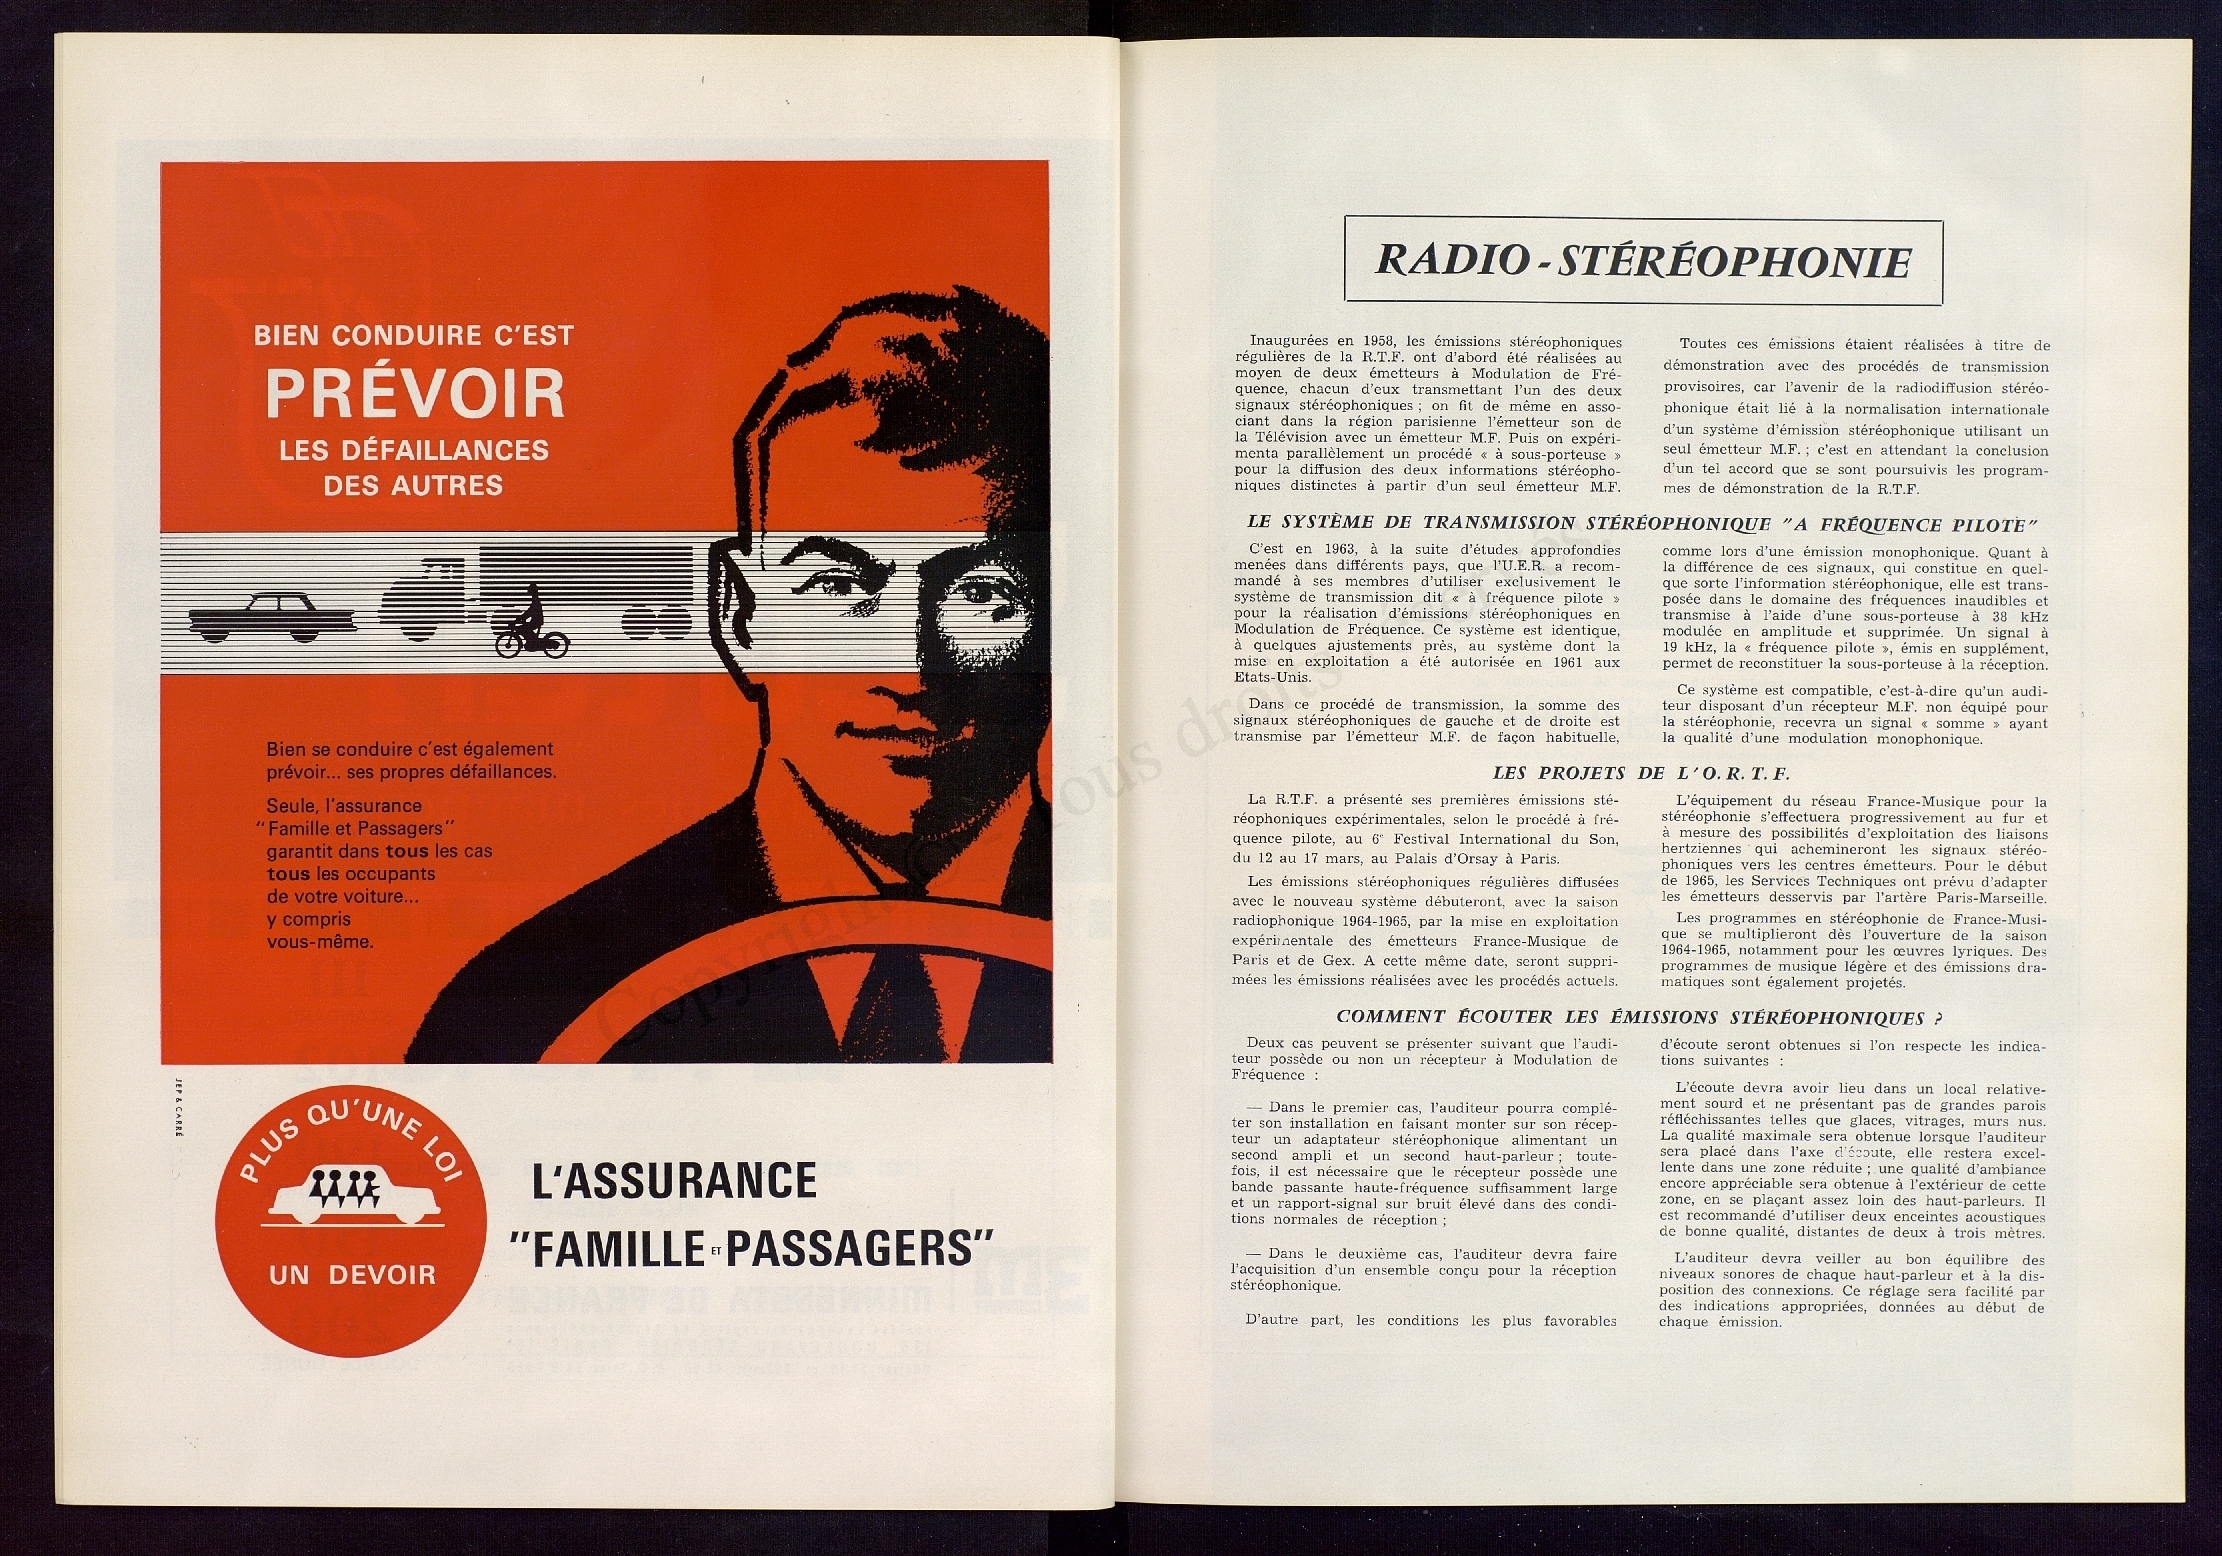 BIEN CONDUIRE C'EST
PRÉVOIR
LES DÉFAILLANCES
DES AUTRES
Bien se conduire c'est également
prévoir... ses propres défaillances.
Seule, l'assurance
"Famille et Passagers"
garantit dans tous les cas
tous les occupants
de votre voiture...
y compris
vous-même.
JEP & CARRÉ
PLUS QU'UNE LOI
UN DEVOIR
L'ASSURANCE
"FAMILLE ET PASSAGERS"
RADIO-STÉRÉOPHONIE
Inaugurées en 1958, les émissions stéréophoniques
régulières de la R.T.F. ont d'abord été réalisées au
moyen de deux émetteurs à Modulation de Fré-
quence, chacun d'eux transmettant l'un des deux
signaux stéréophoniques ; on fit de même en asso-
ciant dans la région parisienne l'émetteur son de
la Télévision avec un émetteur M.F. Puis on expéri-
menta parallèlement un procédé « à sous-porteuse »
pour la diffusion des deux informations stéréopho-
niques distinctes à partir d'un seul émetteur M.F.
Toutes ces émissions étaient réalisées à titre de
démonstration avec des procédés de transmission
provisoires, car l'avenir de la radiodiffusion stéréo-
phonique était lié à la normalisation internationale
d'un système d'émission stéréophonique utilisant un
seul émetteur M.F. ; c'est en attendant la conclusion
d'un tel accord que se sont poursuivis les program-
mes de démonstration de la R.T.F.
LE SYSTÈME DE TRANSMISSION STÉRÉOPHONIQUE "A FRÉQUENCE PILOTE"
C'est en 1963, à la suite d'études approfondies
menées dans différents pays, que l'U.E.R. a recom-
mandé à ses membres d'utiliser exclusivement le
système de transmission dit « à fréquence pilote »
pour la réalisation d'émissions stéréophoniques en
Modulation de Fréquence. Ce système est identique,
à quelques ajustements près, au système dont la
mise en exploitation a été autorisée en 1961 aux
Etats-Unis.
Dans ce procédé de transmission, la somme des
signaux stéréophoniques de gauche et de droite est
transmise par l'émetteur M.F. de façon habituelle,
comme lors d'une émission monophonique. Quant à
la différence de ces signaux, qui constitue en quel-
que sorte l'information stéréophonique, elle est trans-
posée dans le domaine des fréquences inaudibles et
transmise à l'aide d'une sous-porteuse à 38 kHz
modulée en amplitude et supprimée. Un signal à
19 kHz, la « fréquence pilote », émis en supplément,
permet de reconstituer la sous-porteuse à la réception.
Ce système est compatible, c'est-à-dire qu'un audi-
teur disposant d'un récepteur M.F. non équipé pour
la stéréophonie, recevra un signal « somme » ayant
la qualité d'une modulation monophonique.
LES PROJETS DE L'O.R.T.F.
La R.T.F. a présenté ses premières émissions sté-
réophoniques expérimentales, selon le procédé à fré-
quence pilote, au 6e Festival International du Son,
du 12 au 17 mars, au Palais d'Orsay à Paris.
Les émissions stéréophoniques régulières diffusées
avec le nouveau système débuteront, avec la saison
radiophonique 1964-1965, par la mise en exploitation
expérimentale des émetteurs France-Musique de
Paris et de Gex. A cette même date, seront suppri-
mées les émissions réalisées avec les procédés actuels.
L'équipement du réseau France-Musique pour la
stéréophonie s'effectuera progressivement au fur et
à mesure des possibilités d'exploitation des liaisons
hertziennes qui achemineront les signaux stéréo-
phoniques vers les centres émetteurs. Pour le début
de 1965, les Services Techniques ont prévu d'adapter
les émetteurs desservis par l'artère Paris-Marseille.
Les programmes en stéréophonie de France-Musi-
que se multiplieront dès l'ouverture de la saison
1964-1965, notamment pour les œuvres lyriques. Des
programmes de musique légère et des émissions dra-
matiques sont également projetés.
COMMENT ÉCOUTER LES ÉMISSIONS STÉRÉOPHONIQUES ?
Deux cas peuvent se présenter suivant que l'audi-
teur possède ou non un récepteur à Modulation de
Fréquence :
— Dans le premier cas, l'auditeur pourra complé-
ter son installation en faisant monter sur son récep-
teur un adaptateur stéréophonique alimentant un
second ampli et un second haut-parleur ; toute-
fois, il est nécessaire que le récepteur possède une
bande passante haute-fréquence suffisamment large
et un rapport-signal sur bruit élevé dans des condi-
tions normales de réception ;
— Dans le deuxième cas, l'auditeur devra faire
l'acquisition d'un ensemble conçu pour la réception
stéréophonique.
D'autre part, les conditions les plus favorables
d'écoute seront obtenues si l'on respecte les indica-
tions suivantes :
L'écoute devra avoir lieu dans un local relative-
ment sourd et ne présentant pas de grandes parois
réfléchissantes telles que glaces, vitrages, murs nus.
La qualité maximale sera obtenue lorsque l'auditeur
sera placé dans l'axe d'écoute, elle restera excel-
lente dans une zone réduite ; une qualité d'ambiance
encore appréciable sera obtenue à l'extérieur de cette
zone, en se plaçant assez loin des haut-parleurs. Il
est recommandé d'utiliser deux enceintes acoustiques
de bonne qualité, distantes de deux à trois mètres.
L'auditeur devra veiller au bon équilibre des
niveaux sonores de chaque haut-parleur et à la dis-
position des connexions. Ce réglage sera facilité par
des indications appropriées, données au début de
chaque émission.
Copyright © Tous droits